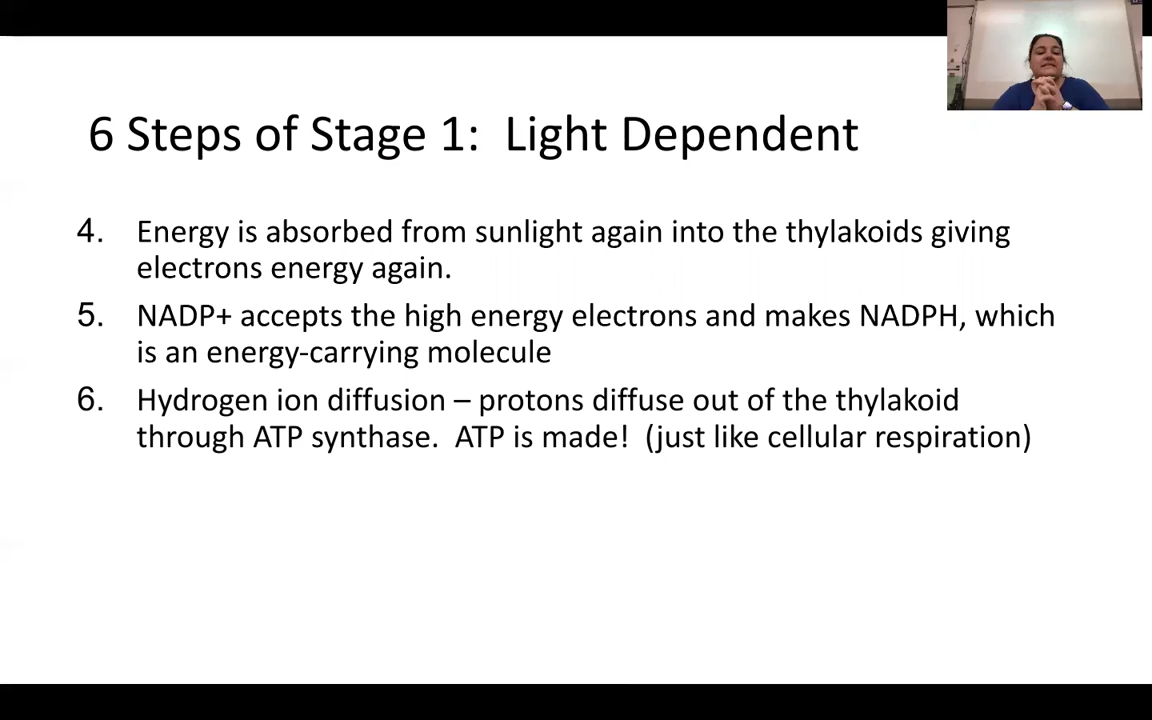 6 Steps of Stage 1:  Light Dependent
4. Energy is absorbed from sunlight again into the thylakoids giving
electrons energy again.
5. NADP+ accepts the high energy electrons and makes NADPH, which
is an energy-carrying molecule
6. Hydrogen ion diffusion – protons diffuse out of the thylakoid
through ATP synthase.  ATP is made!  (just like cellular respiration)